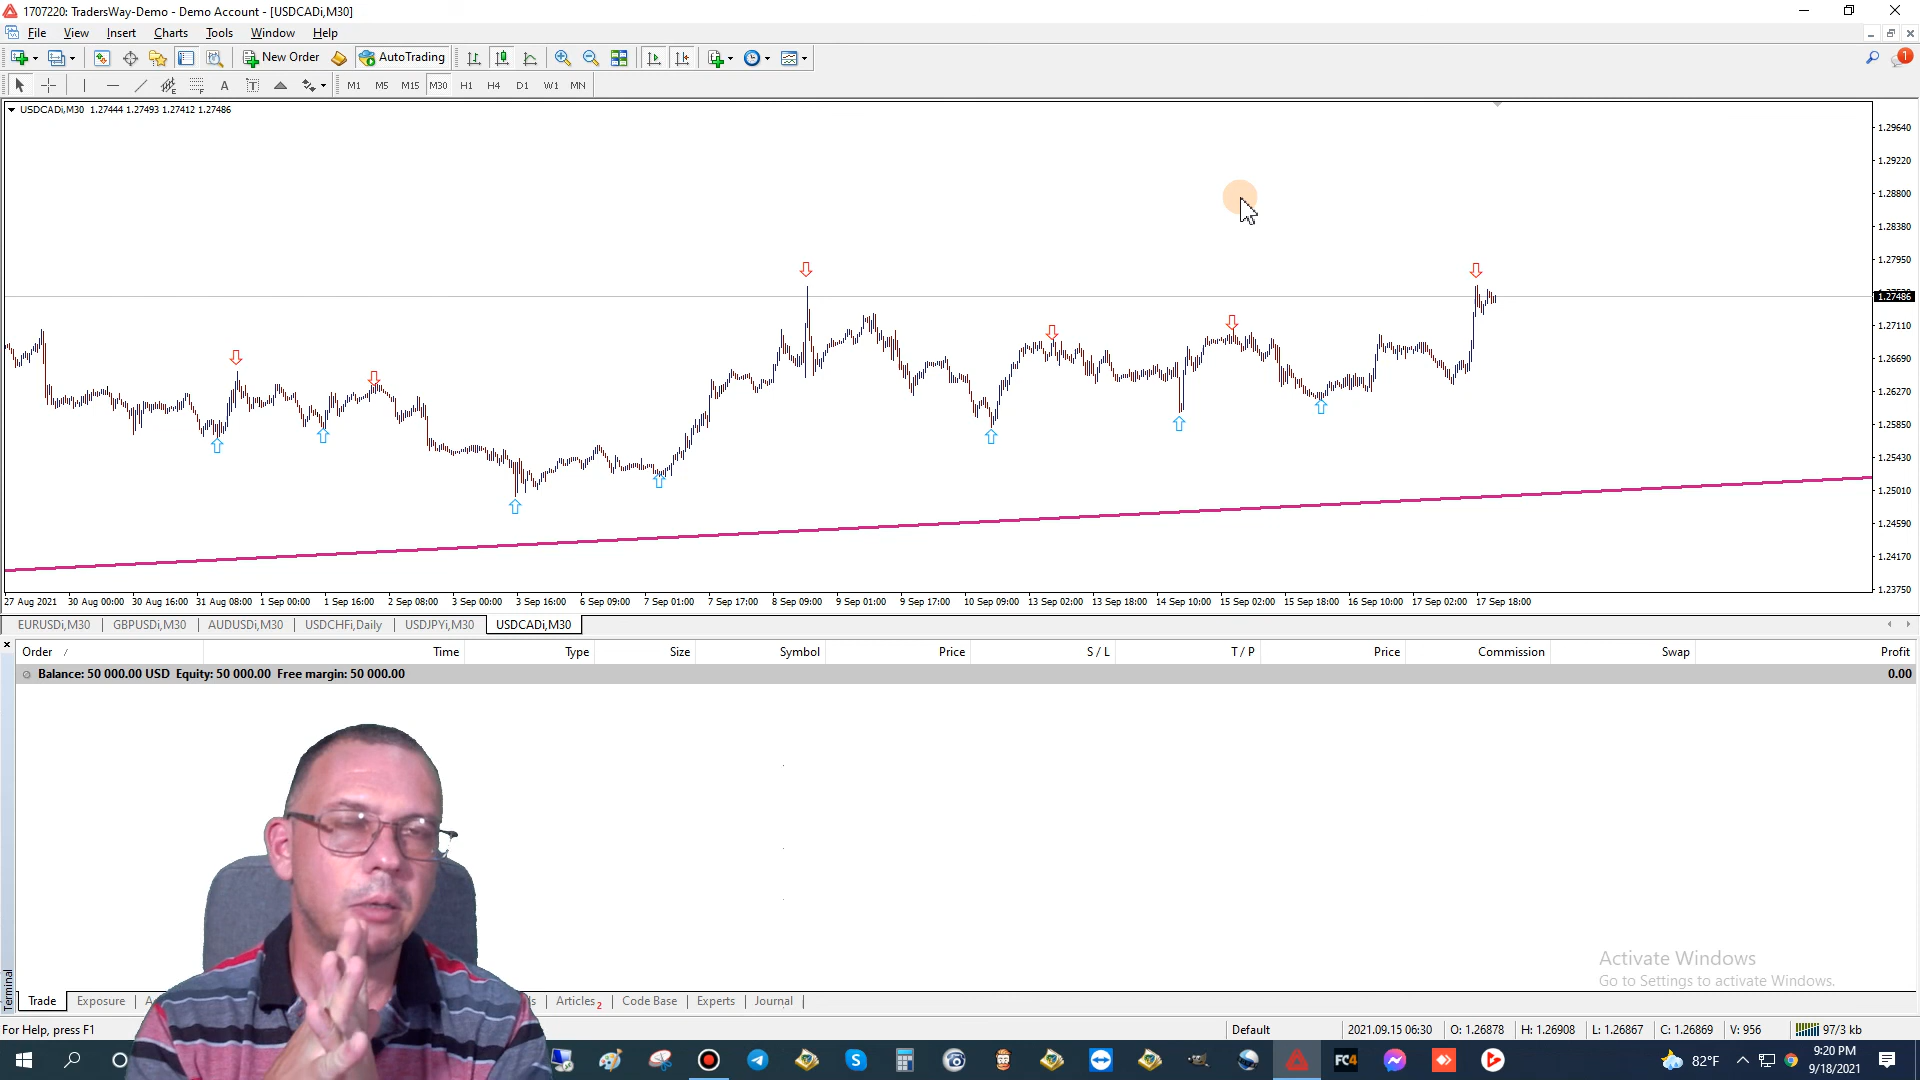 1707220: TradersWay-Demo - Demo Account - [USDCADi,M30]
File View Insert Charts Tools Window Help
New Order AutoTrading 1
A T M1 M5 M15 M30 H1 H4 D1 W1 MN
USDCADi,M30 1.27444 1.27493 1.27412 1.27486
1.29640
1.29220
1.28800
1.28380
1.27950
1.27486
1.27110
1.26690
1.26270
1.25850
1.25430
1.25010
1.24590
1.24170
1.23750
27 Aug 2021 30 Aug 00:00 30 Aug 16:00 31 Aug 08:00 1 Sep 00:00 1 Sep 16:00 2 Sep 08:00 3 Sep 00:00 3 Sep 16:00 6 Sep 09:00 7 Sep 01:00 7 Sep 17:00 8 Sep 09:00 9 Sep 01:00 9 Sep 17:00 10 Sep 09:00 13 Sep 02:00 13 Sep 18:00 14 Sep 10:00 15 Sep 02:00 15 Sep 18:00 16 Sep 10:00 17 Sep 02:00 17 Sep 18:00
EURUSDi,M30 GBPUSDi,M30 AUDUSDi,M30 USDCHFi,Daily USDJPYi,M30 USDCADi,M30
Order / Time Type Size Symbol Price S / L T / P Price Commission Swap Profit
Balance: 50 000.00 USD Equity: 50 000.00 Free margin: 50 000.00 0.00
Activate Windows
Go to Settings to activate Windows.
Terminal
Trade Exposure Articles 2 Code Base Experts Journal
For Help, press F1 Default 2021.09.15 06:30 O: 1.26878 H: 1.26908 L: 1.26867 C: 1.26869 V: 956 97/3 kb
FC4 82°F 9:20 PM
9/18/2021